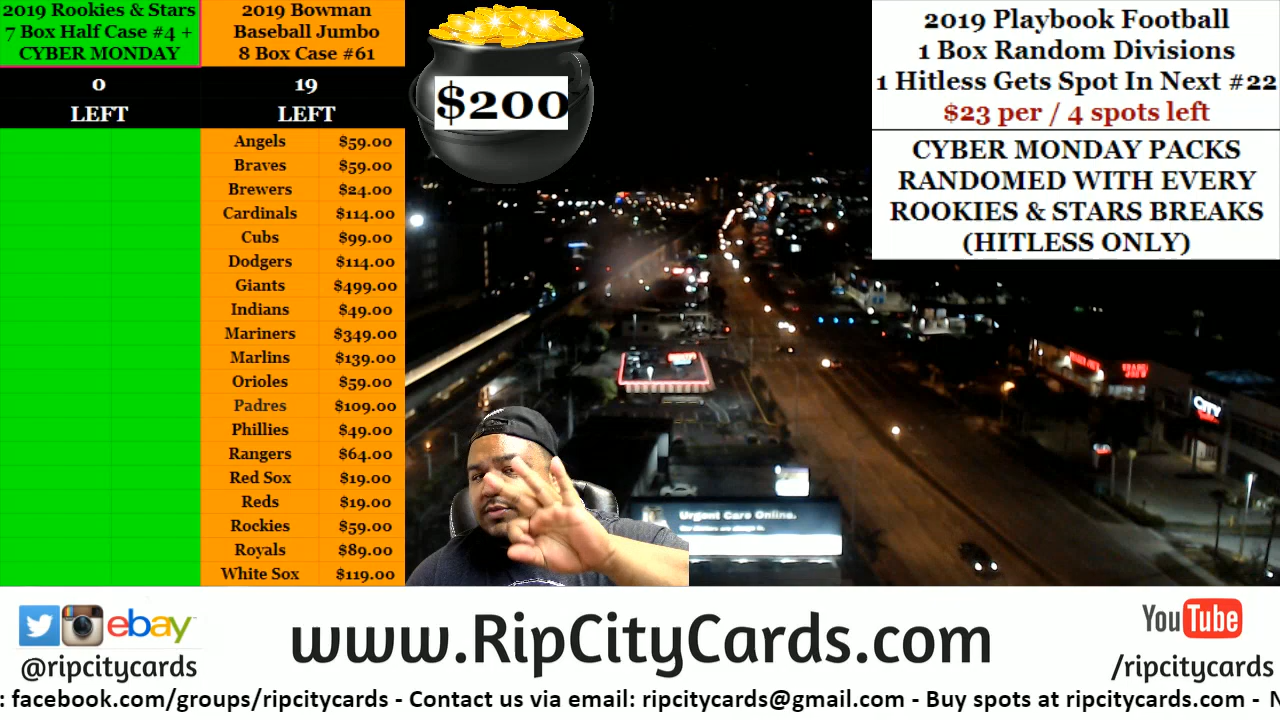 2019 Rookies & Stars
7 Box Half Case #4 +
CYBER MONDAY
0
LEFT
2019 Bowman
Baseball Jumbo
8 Box Case #61
19
LEFT
Angels $59.00
Braves $59.00
Brewers $24.00
Cardinals $114.00
Cubs $99.00
Dodgers $114.00
Giants $499.00
Indians $49.00
Mariners $349.00
Marlins $139.00
Orioles $59.00
Padres $109.00
Phillies $49.00
Rangers $64.00
Red Sox $19.00
Reds $19.00
Rockies $59.00
Royals $89.00
White Sox $119.00
$200
2019 Playbook Football
1 Box Random Divisions
1 Hitless Gets Spot In Next #22
$23 per / 4 spots left
CYBER MONDAY PACKS
RANDOMED WITH EVERY
ROOKIES & STARS BREAKS
(HITLESS ONLY)
CITY
Urgent Care Online.
ebay
@ripcitycards
www.RipCityCards.com
YouTube
/ripcitycards
: facebook.com/groups/ripcitycards - Contact us via email: ripcitycards@gmail.com - Buy spots at ripcitycards.com - N